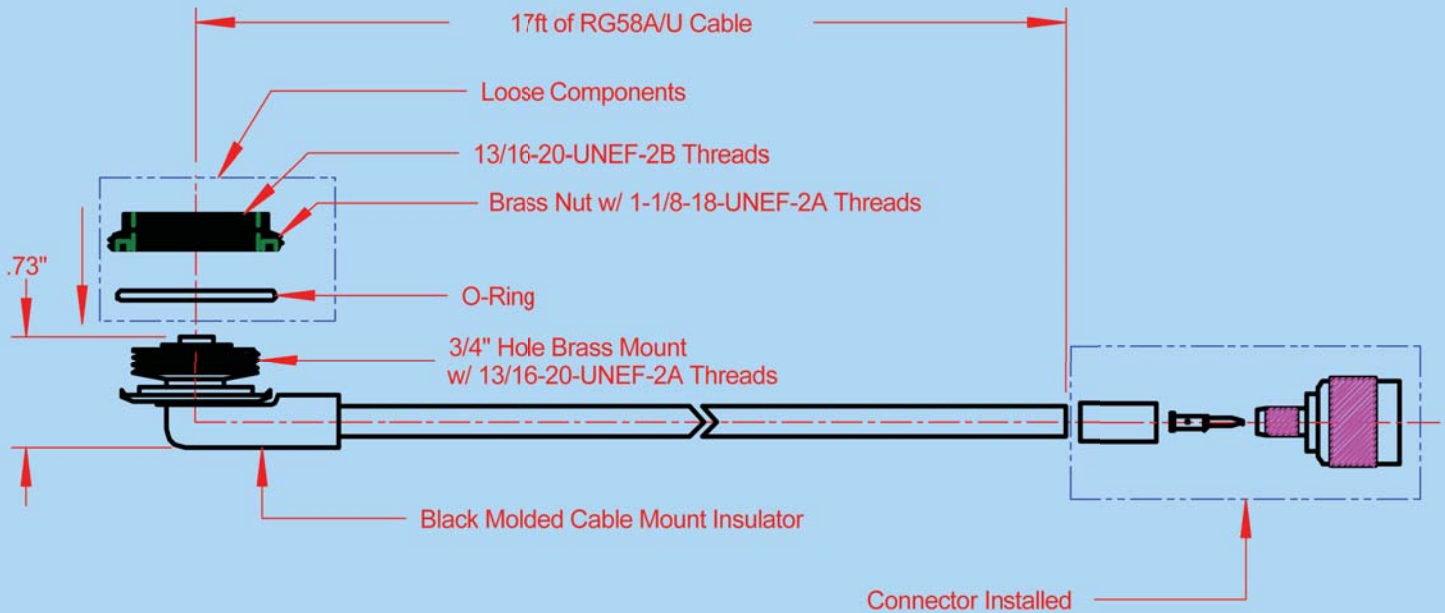 17ft of RG58A/U Cable
Loose Components
13/16-20-UNEF-2B Threads
Brass Nut w/ 1-1/8-18-UNEF-2A Threads
.73"
O-Ring
3/4" Hole Brass Mount
w/ 13/16-20-UNEF-2A Threads
Black Molded Cable Mount Insulator
Connector Installed